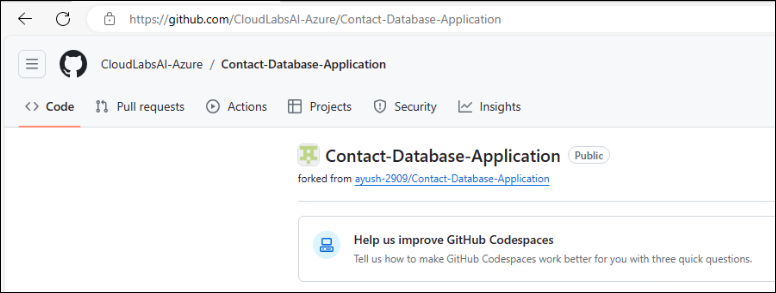 https://github.com/CloudLabsAI-Azure/Contact-Database-Application
CloudLabsAI-Azure / Contact-Database-Application
<> Code Pull requests Actions Projects Security Insights
Contact-Database-Application Public
forked from ayush-2909/Contact-Database-Application
Help us improve GitHub Codespaces
Tell us how to make GitHub Codespaces work better for you with three quick questions.